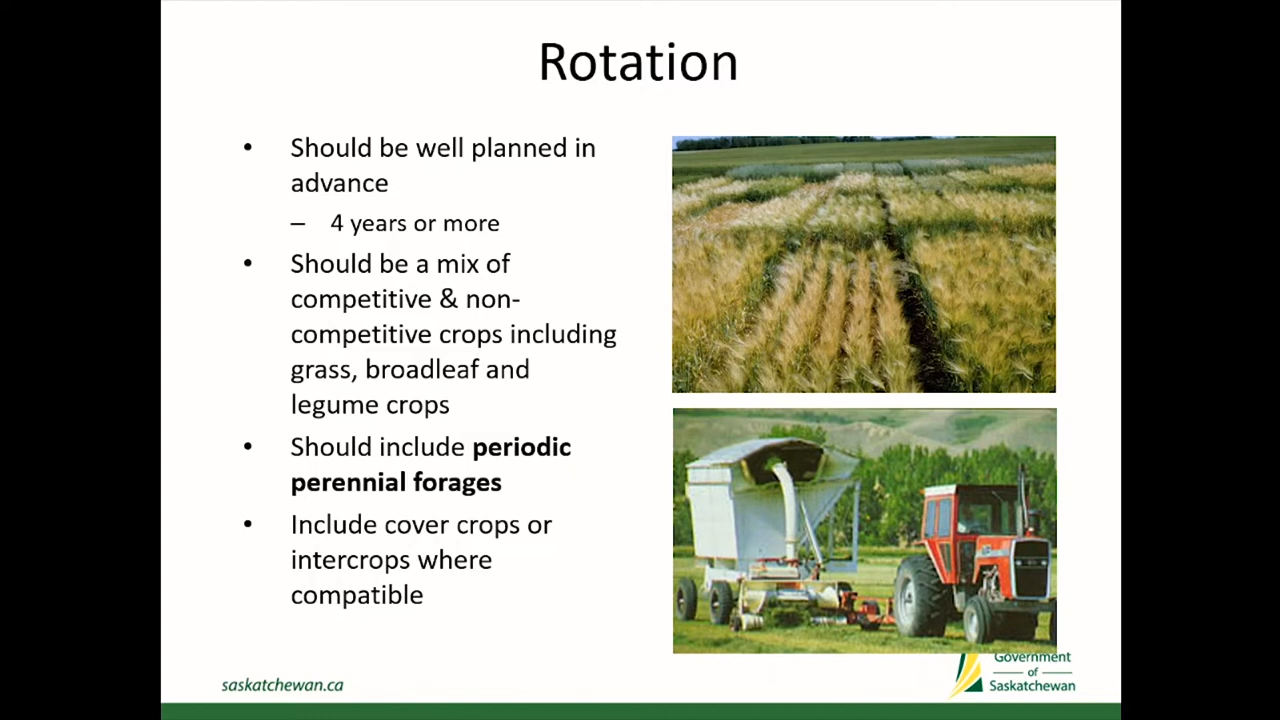 Rotation
• Should be well planned in
advance
– 4 years or more
• Should be a mix of
competitive & non-
competitive crops including
grass, broadleaf and
legume crops
• Should include periodic
perennial forages
• Include cover crops or
intercrops where
compatible
saskatchewan.ca
Government
of
Saskatchewan